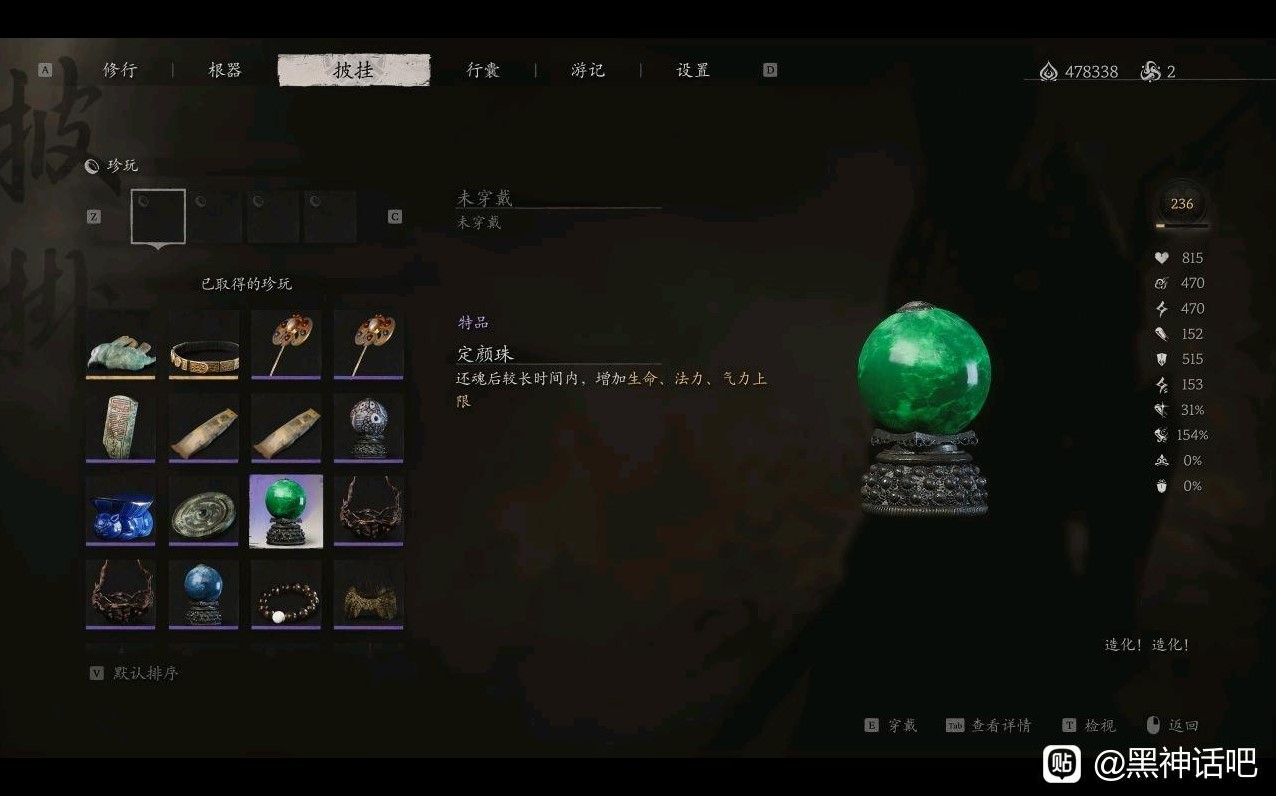 A 修行 根器 披挂 行囊 游记 设置 D
478338 2
披
挂
珍玩
Z C
未穿戴
未穿戴
已取得的珍玩
特品
定颜珠
还魂后较长时间内，增加生命、法力、气力上
限
236
815
470
470
152
515
153
31%
154%
0%
0%
V 默认排序
造化！造化！
E 穿戴 Tab 查看详情 T 检视 返回
贴 @黑神话吧